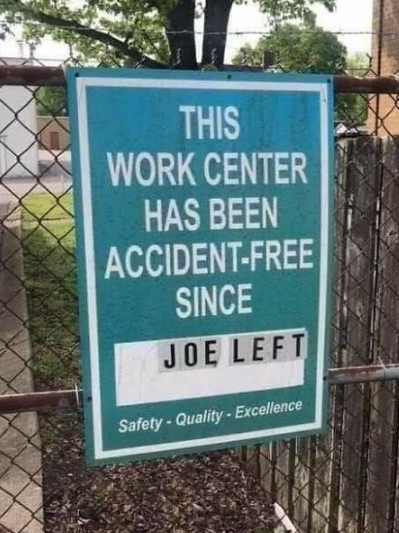 THIS
WORK CENTER
HAS BEEN
ACCIDENT-FREE
SINCE
JOE LEFT
Safety - Quality - Excellence